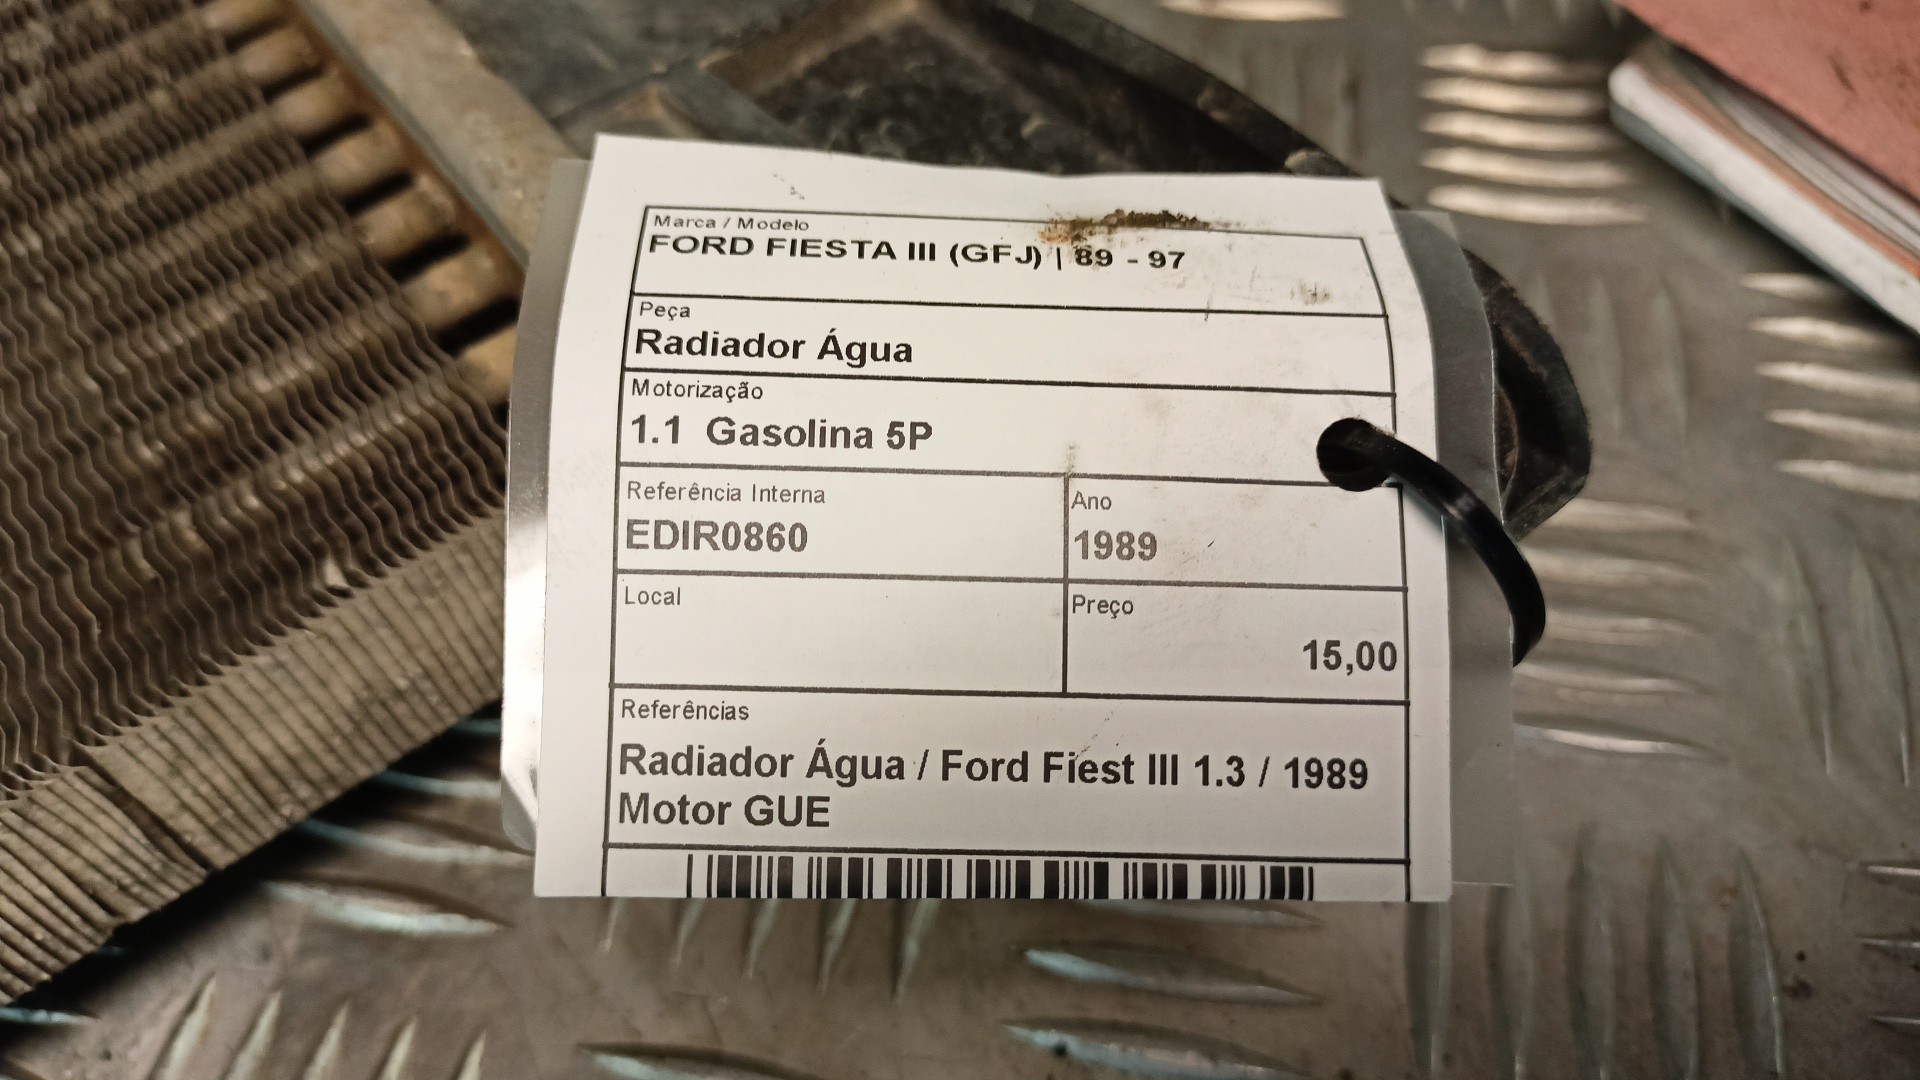 Marca / Modelo
FORD FIESTA III (GFJ) | 89 - 97
Peça
Radiador Água
Motorização
1.1 Gasolina 5P
Referência Interna
EDIR0860
Ano
1989
Local
Preço
15,00
Referências
Radiador Água / Ford Fiest III 1.3 / 1989
Motor GUE